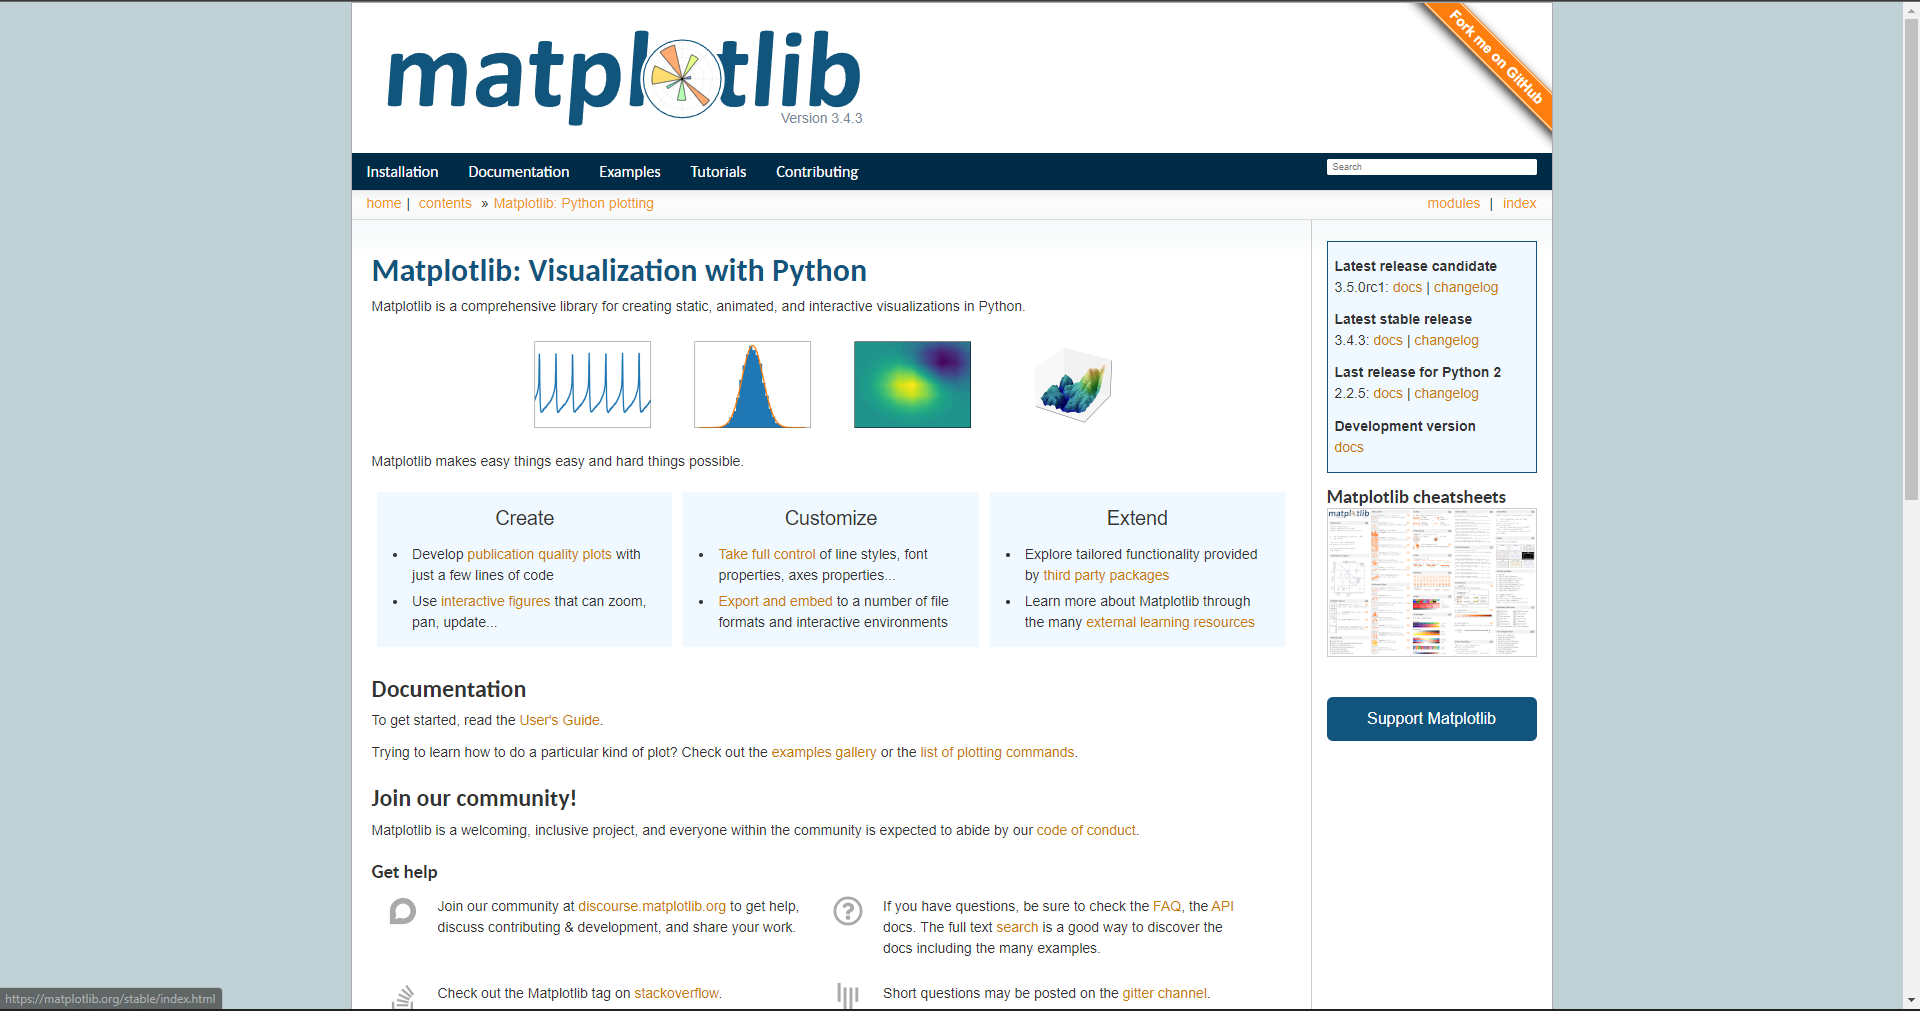 matplotlib
Version 3.4.3
Fork me on GitHub
Installation Documentation Examples Tutorials Contributing
Search
home | contents » Matplotlib: Python plotting
modules | index
Matplotlib: Visualization with Python
Matplotlib is a comprehensive library for creating static, animated, and interactive visualizations in Python.
Matplotlib makes easy things easy and hard things possible.
Create
• Develop publication quality plots with
just a few lines of code
• Use interactive figures that can zoom,
pan, update...
Customize
• Take full control of line styles, font
properties, axes properties...
• Export and embed to a number of file
formats and interactive environments
Extend
• Explore tailored functionality provided
by third party packages
• Learn more about Matplotlib through
the many external learning resources
Documentation
To get started, read the User's Guide.
Trying to learn how to do a particular kind of plot? Check out the examples gallery or the list of plotting commands.
Join our community!
Matplotlib is a welcoming, inclusive project, and everyone within the community is expected to abide by our code of conduct.
Get help
Join our community at discourse.matplotlib.org to get help,
discuss contributing & development, and share your work.
If you have questions, be sure to check the FAQ, the API
docs. The full text search is a good way to discover the
docs including the many examples.
Check out the Matplotlib tag on stackoverflow.
Short questions may be posted on the gitter channel.
Latest release candidate
3.5.0rc1: docs | changelog
Latest stable release
3.4.3: docs | changelog
Last release for Python 2
2.2.5: docs | changelog
Development version
docs
Matplotlib cheatsheets
matplotlib
Support Matplotlib
https://matplotlib.org/stable/index.html